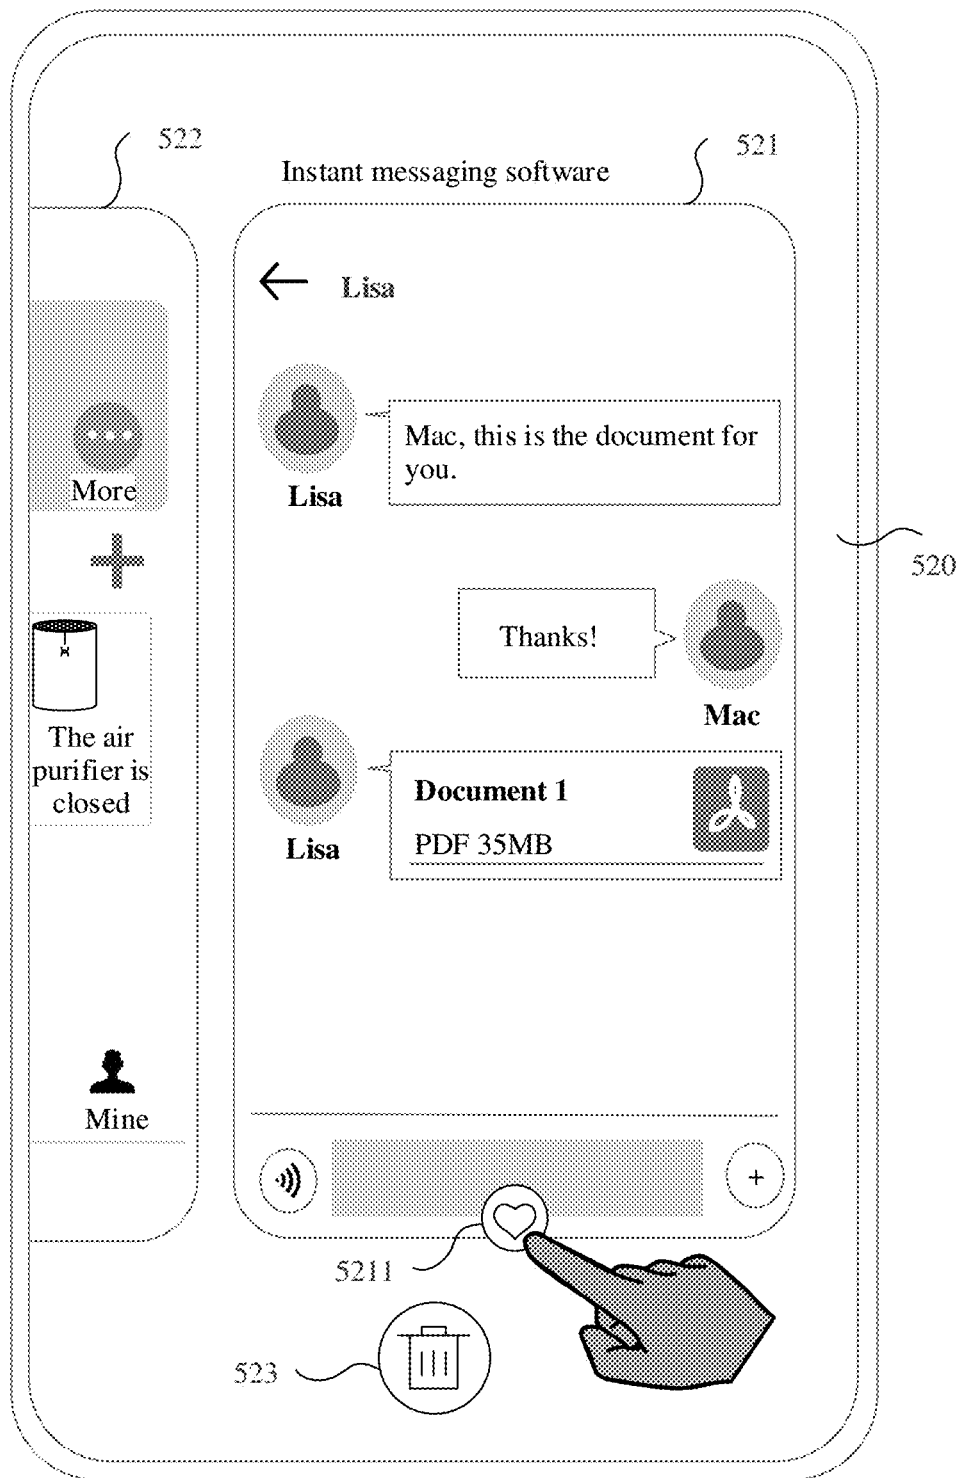 522
521
Instant messaging software
Lisa
Mac, this is the document for
you.
Lisa
More
520
Thanks!
Mac
The air
purifier is
closed
Document 1
PDF 35MB
Lisa
Mine
+
5211
523